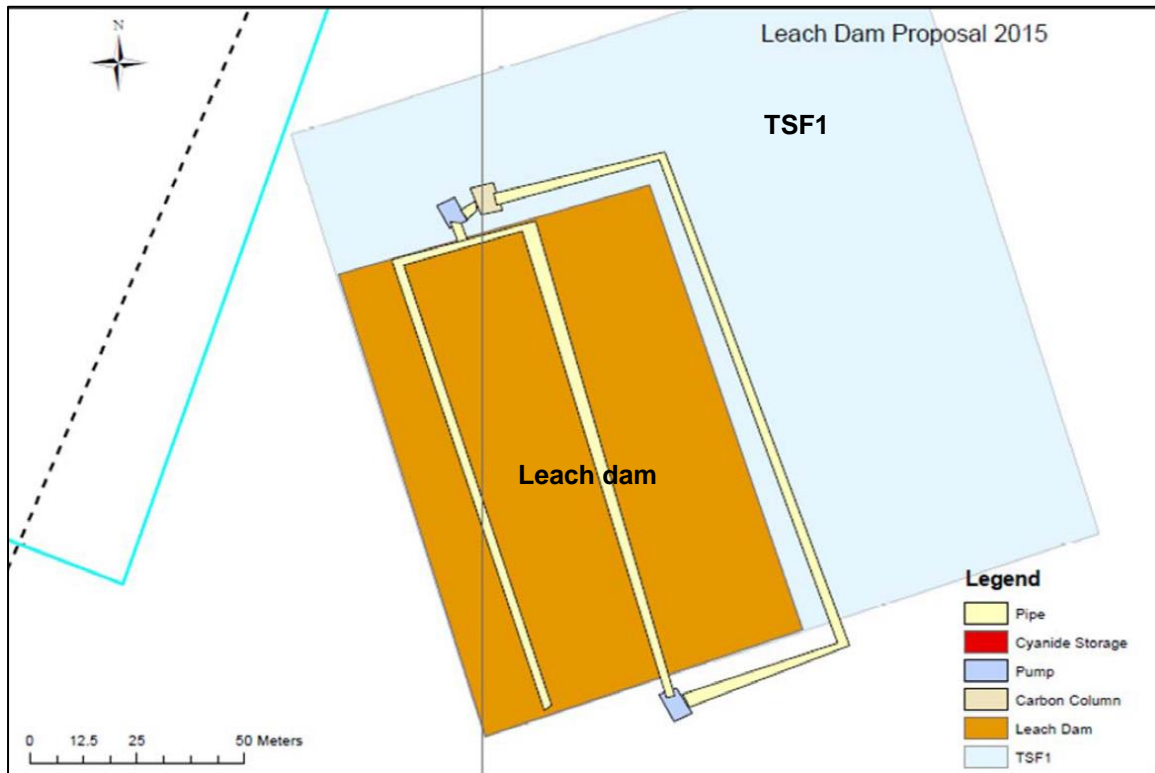 N
Leach Dam Proposal 2015
TSF1
Leach dam
Legend
Pipe
Cyanide Storage
Pump
Carbon Column
Leach Dam
TSF1
0 12.5 25 50 Meters